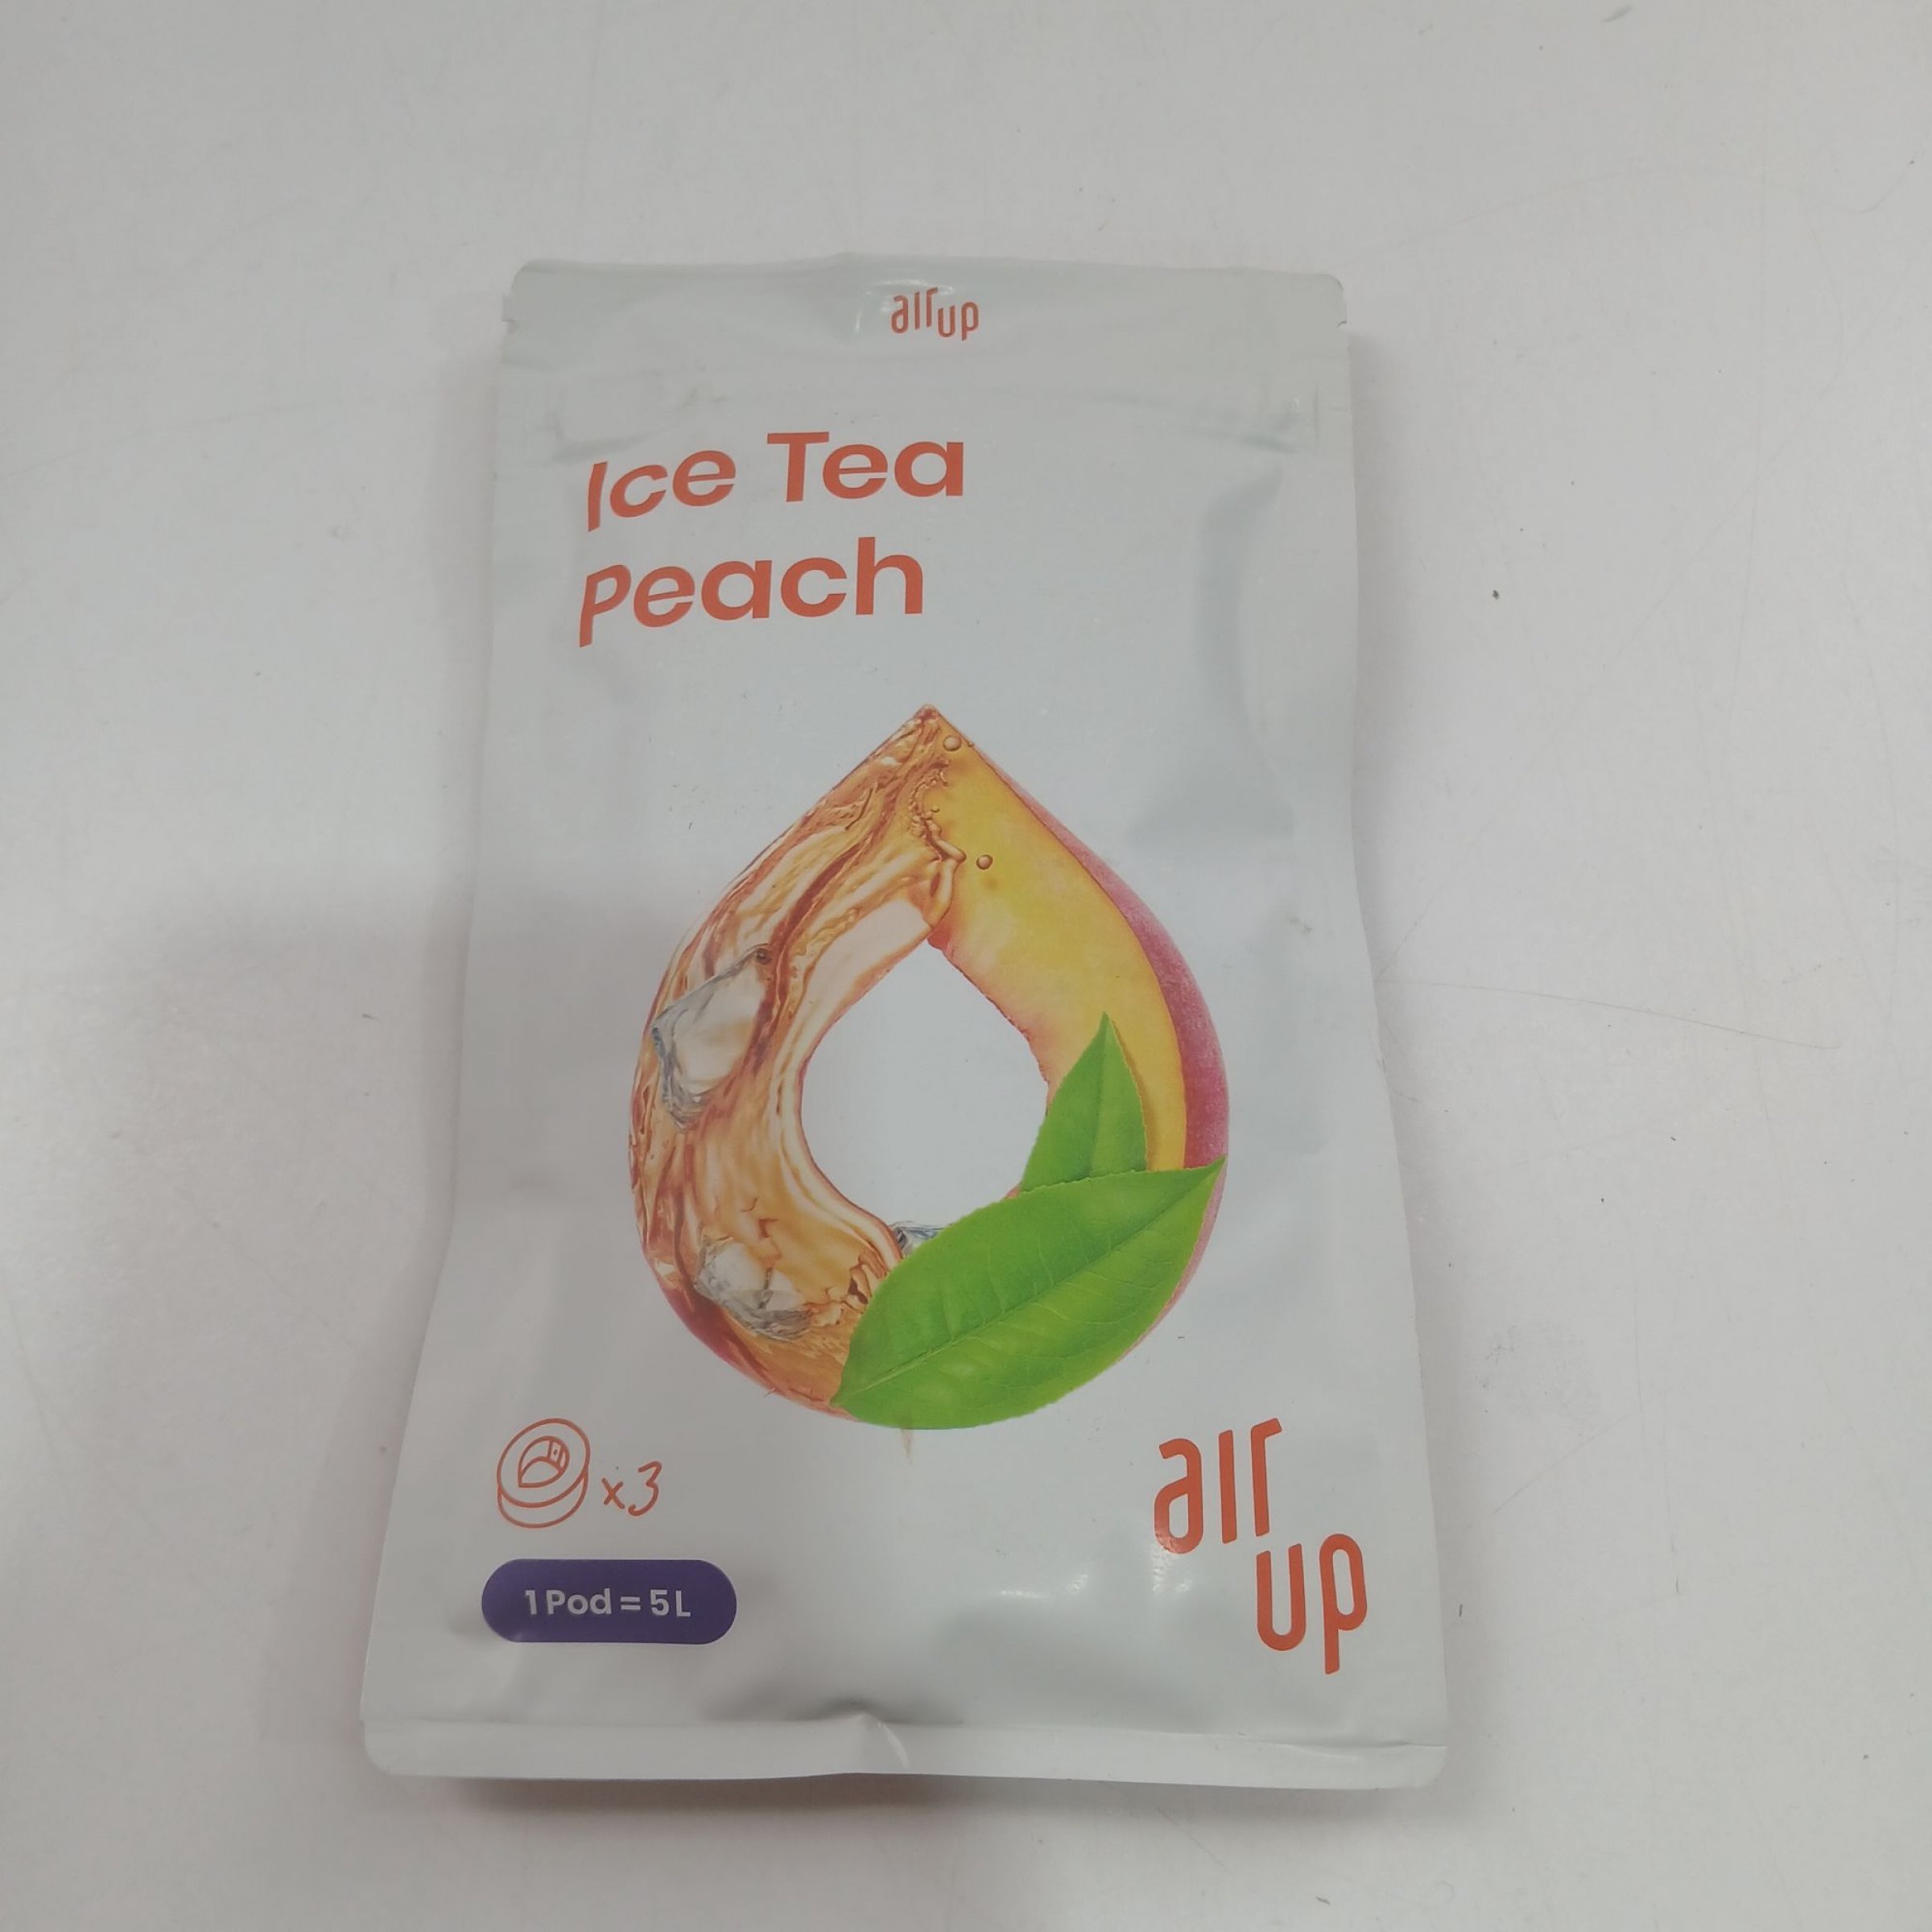 air up
Ice Tea
Peach
x3
1 Pod = 5L
air
up